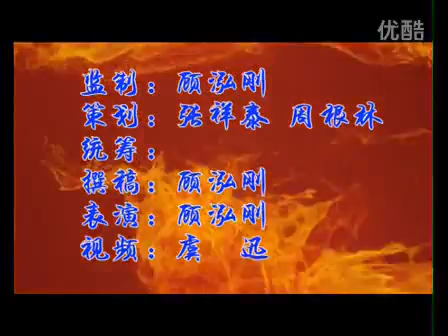 优酷
监制：顾泓刚
策划：张祥泰 周根林
统筹：
撰稿：顾泓刚
表演：顾泓刚
视频：虞 迅